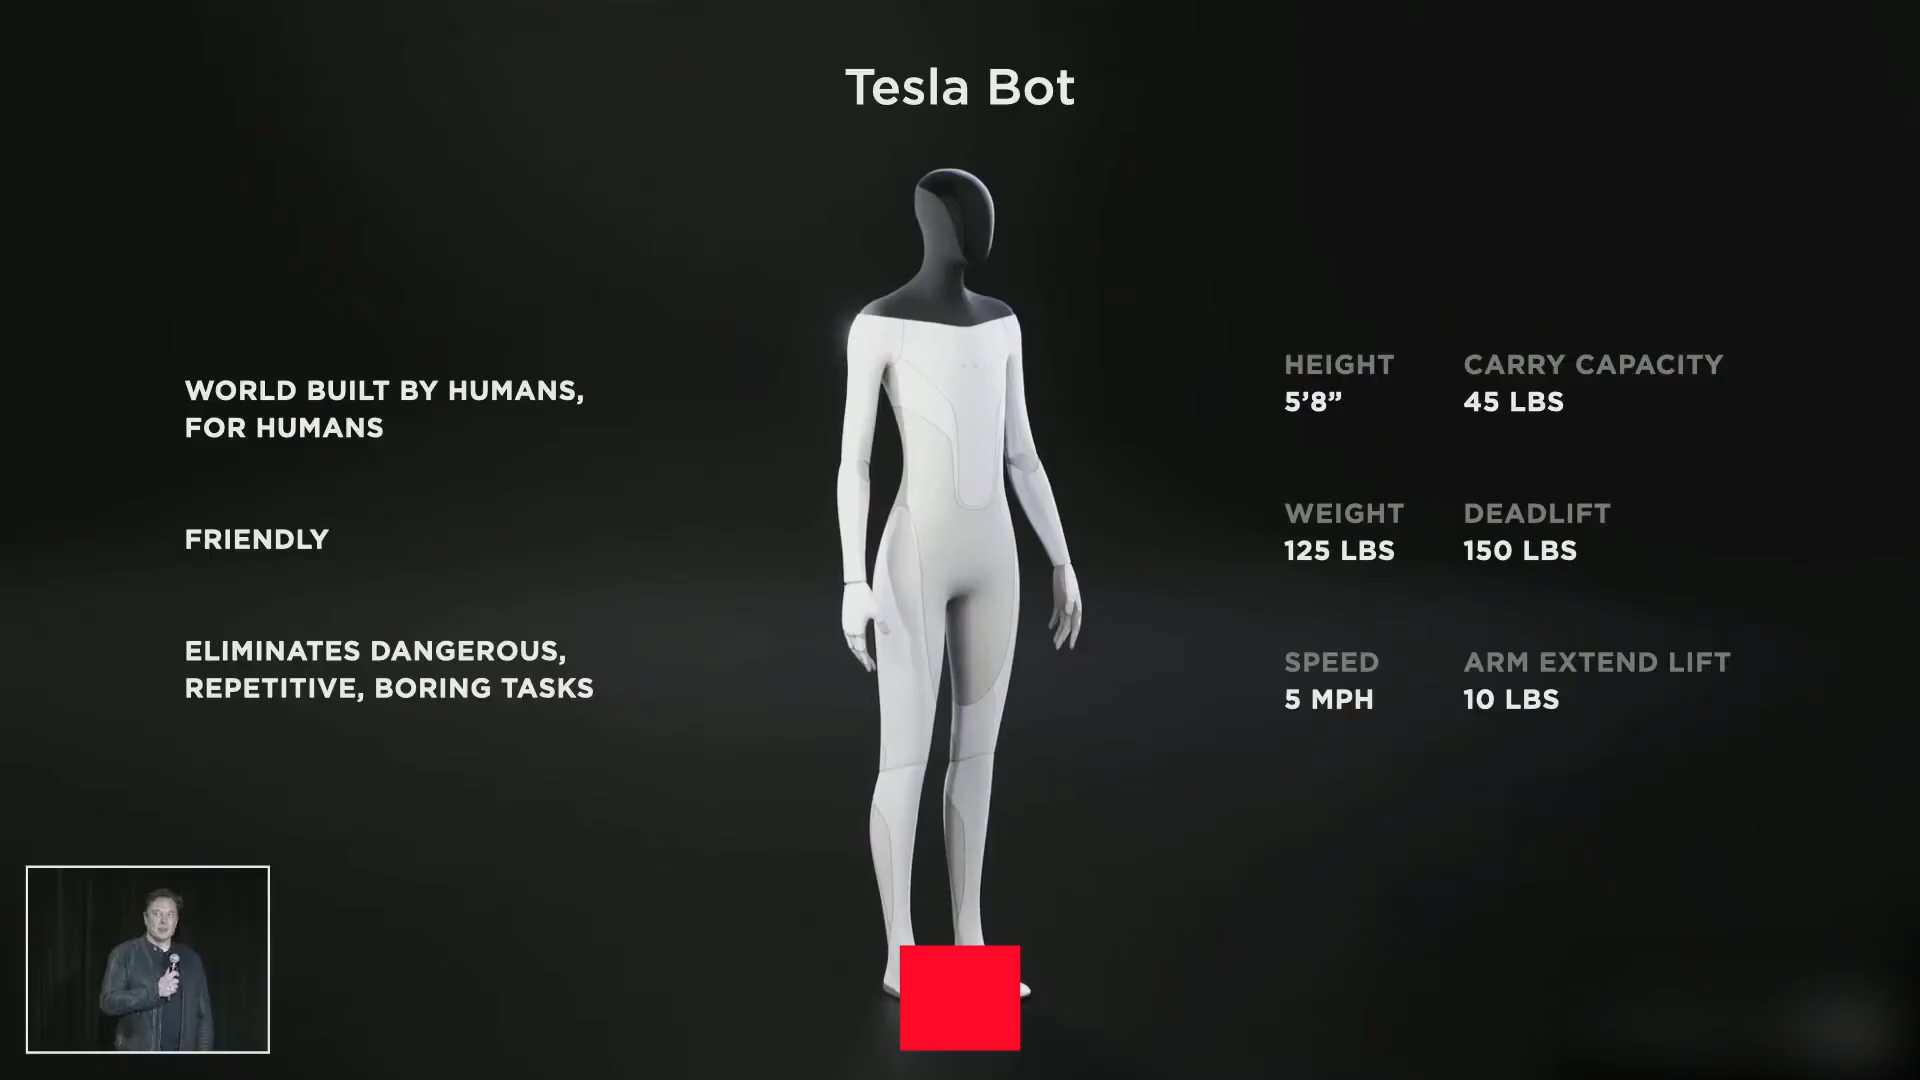 Tesla Bot
WORLD BUILT BY HUMANS,
FOR HUMANS
FRIENDLY
ELIMINATES DANGEROUS,
REPETITIVE, BORING TASKS
HEIGHT
5’8”
CARRY CAPACITY
45 LBS
WEIGHT
125 LBS
DEADLIFT
150 LBS
SPEED
5 MPH
ARM EXTEND LIFT
10 LBS